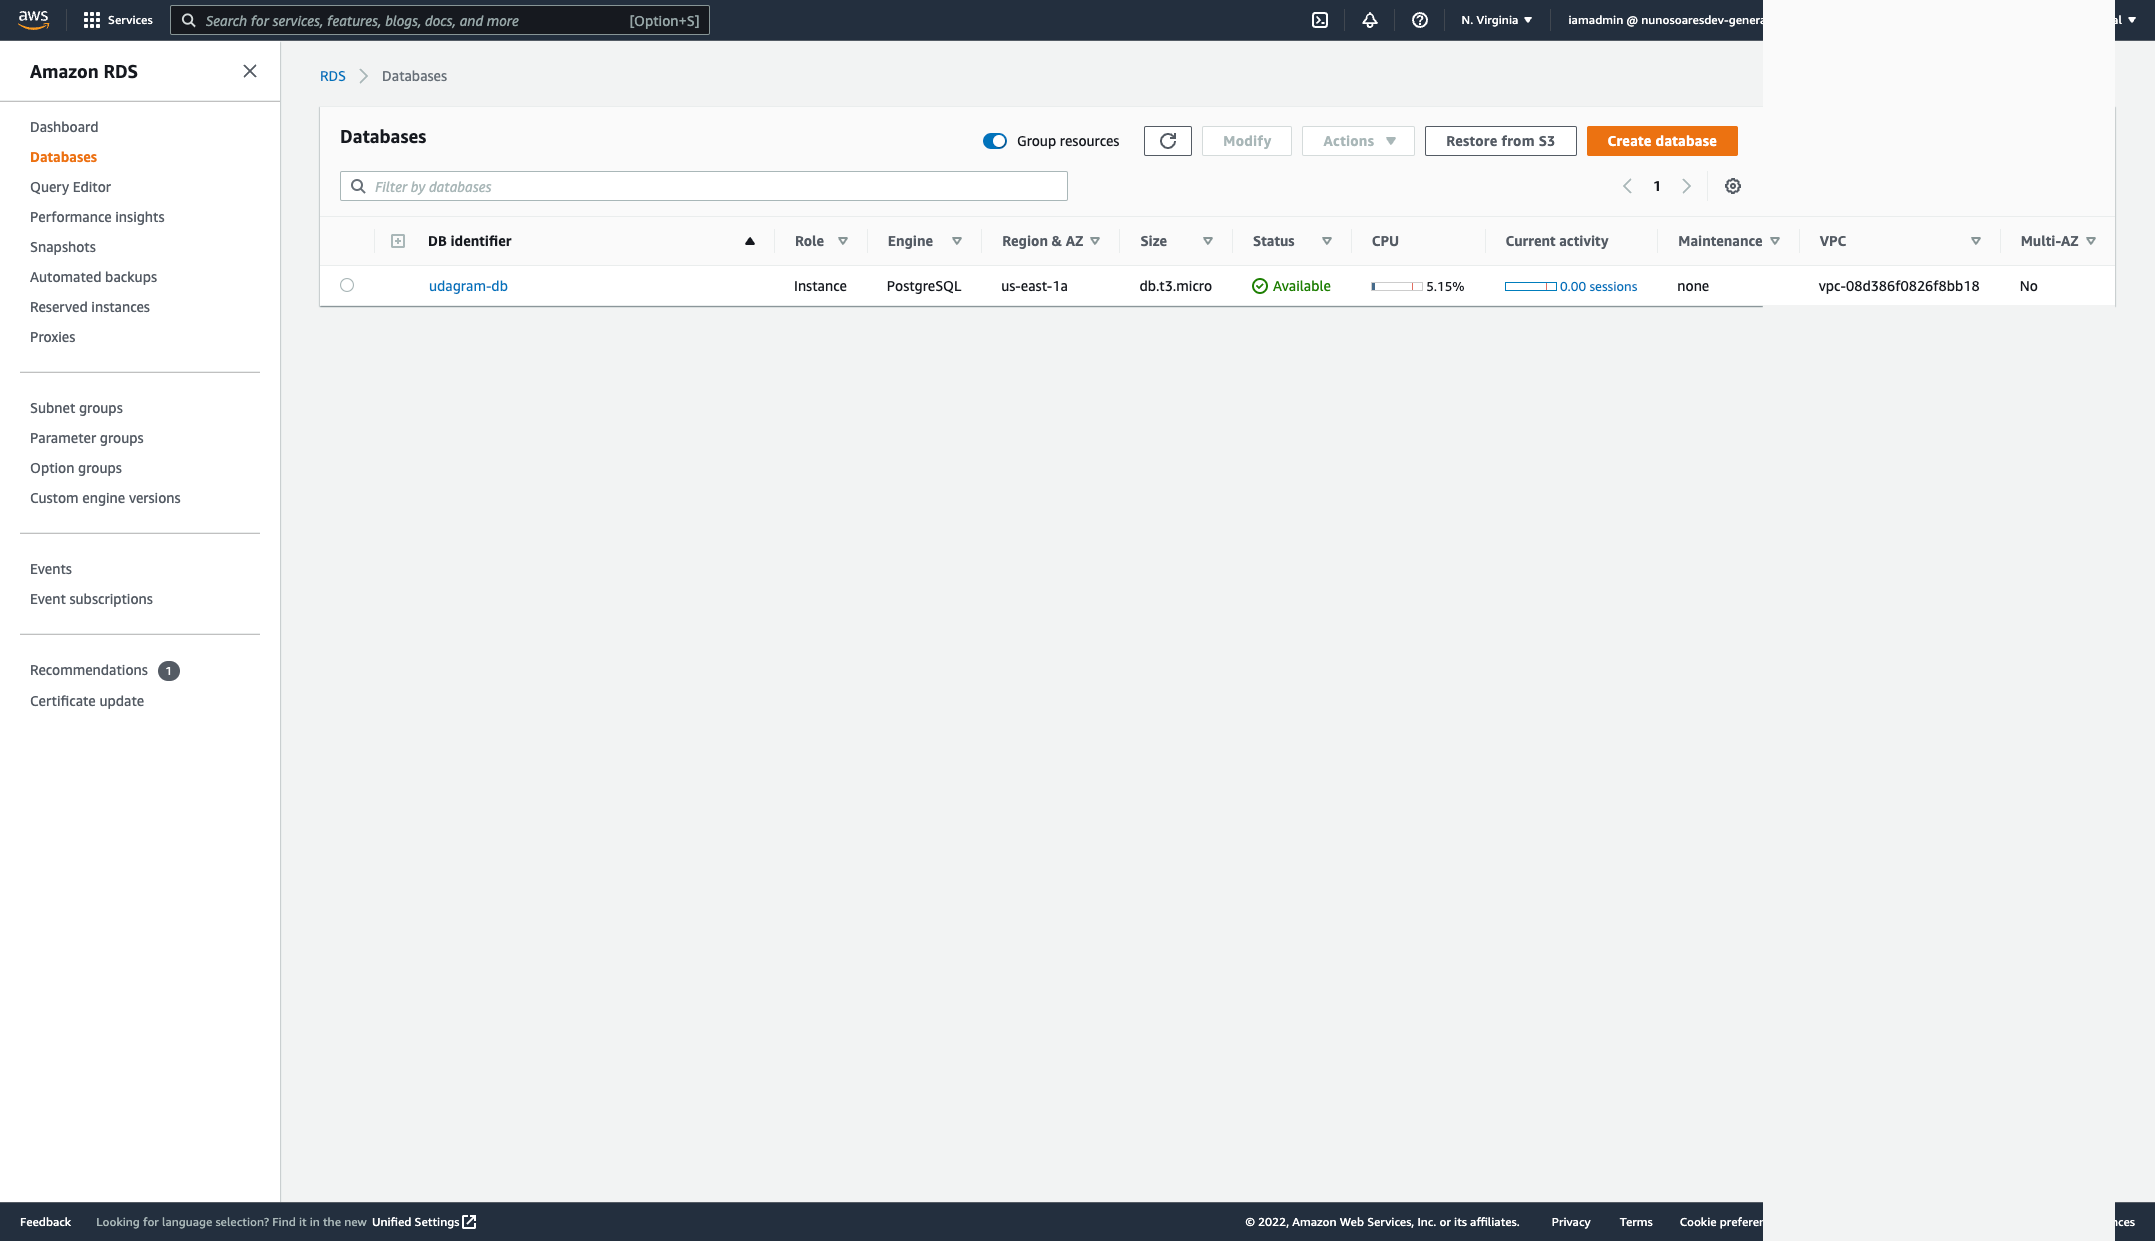 aws Services Search for services, features, blogs, docs, and more [Option+S] N. Virginia iamadmin @ nunosoaresdev-genera al
Amazon RDS
Dashboard
Databases
Query Editor
Performance insights
Snapshots
Automated backups
Reserved instances
Proxies
Subnet groups
Parameter groups
Option groups
Custom engine versions
Events
Event subscriptions
Recommendations 1
Certificate update
RDS Databases
Databases Group resources Modify Actions Restore from S3 Create database
Filter by databases 1
DB identifier Role Engine Region & AZ Size Status CPU Current activity Maintenance VPC Multi-AZ
udagram-db Instance PostgreSQL us-east-1a db.t3.micro Available 5.15% 0.00 sessions none vpc-08d386f0826f8bb18 No
Feedback Looking for language selection? Find it in the new Unified Settings © 2022, Amazon Web Services, Inc. or its affiliates. Privacy Terms Cookie prefere nces